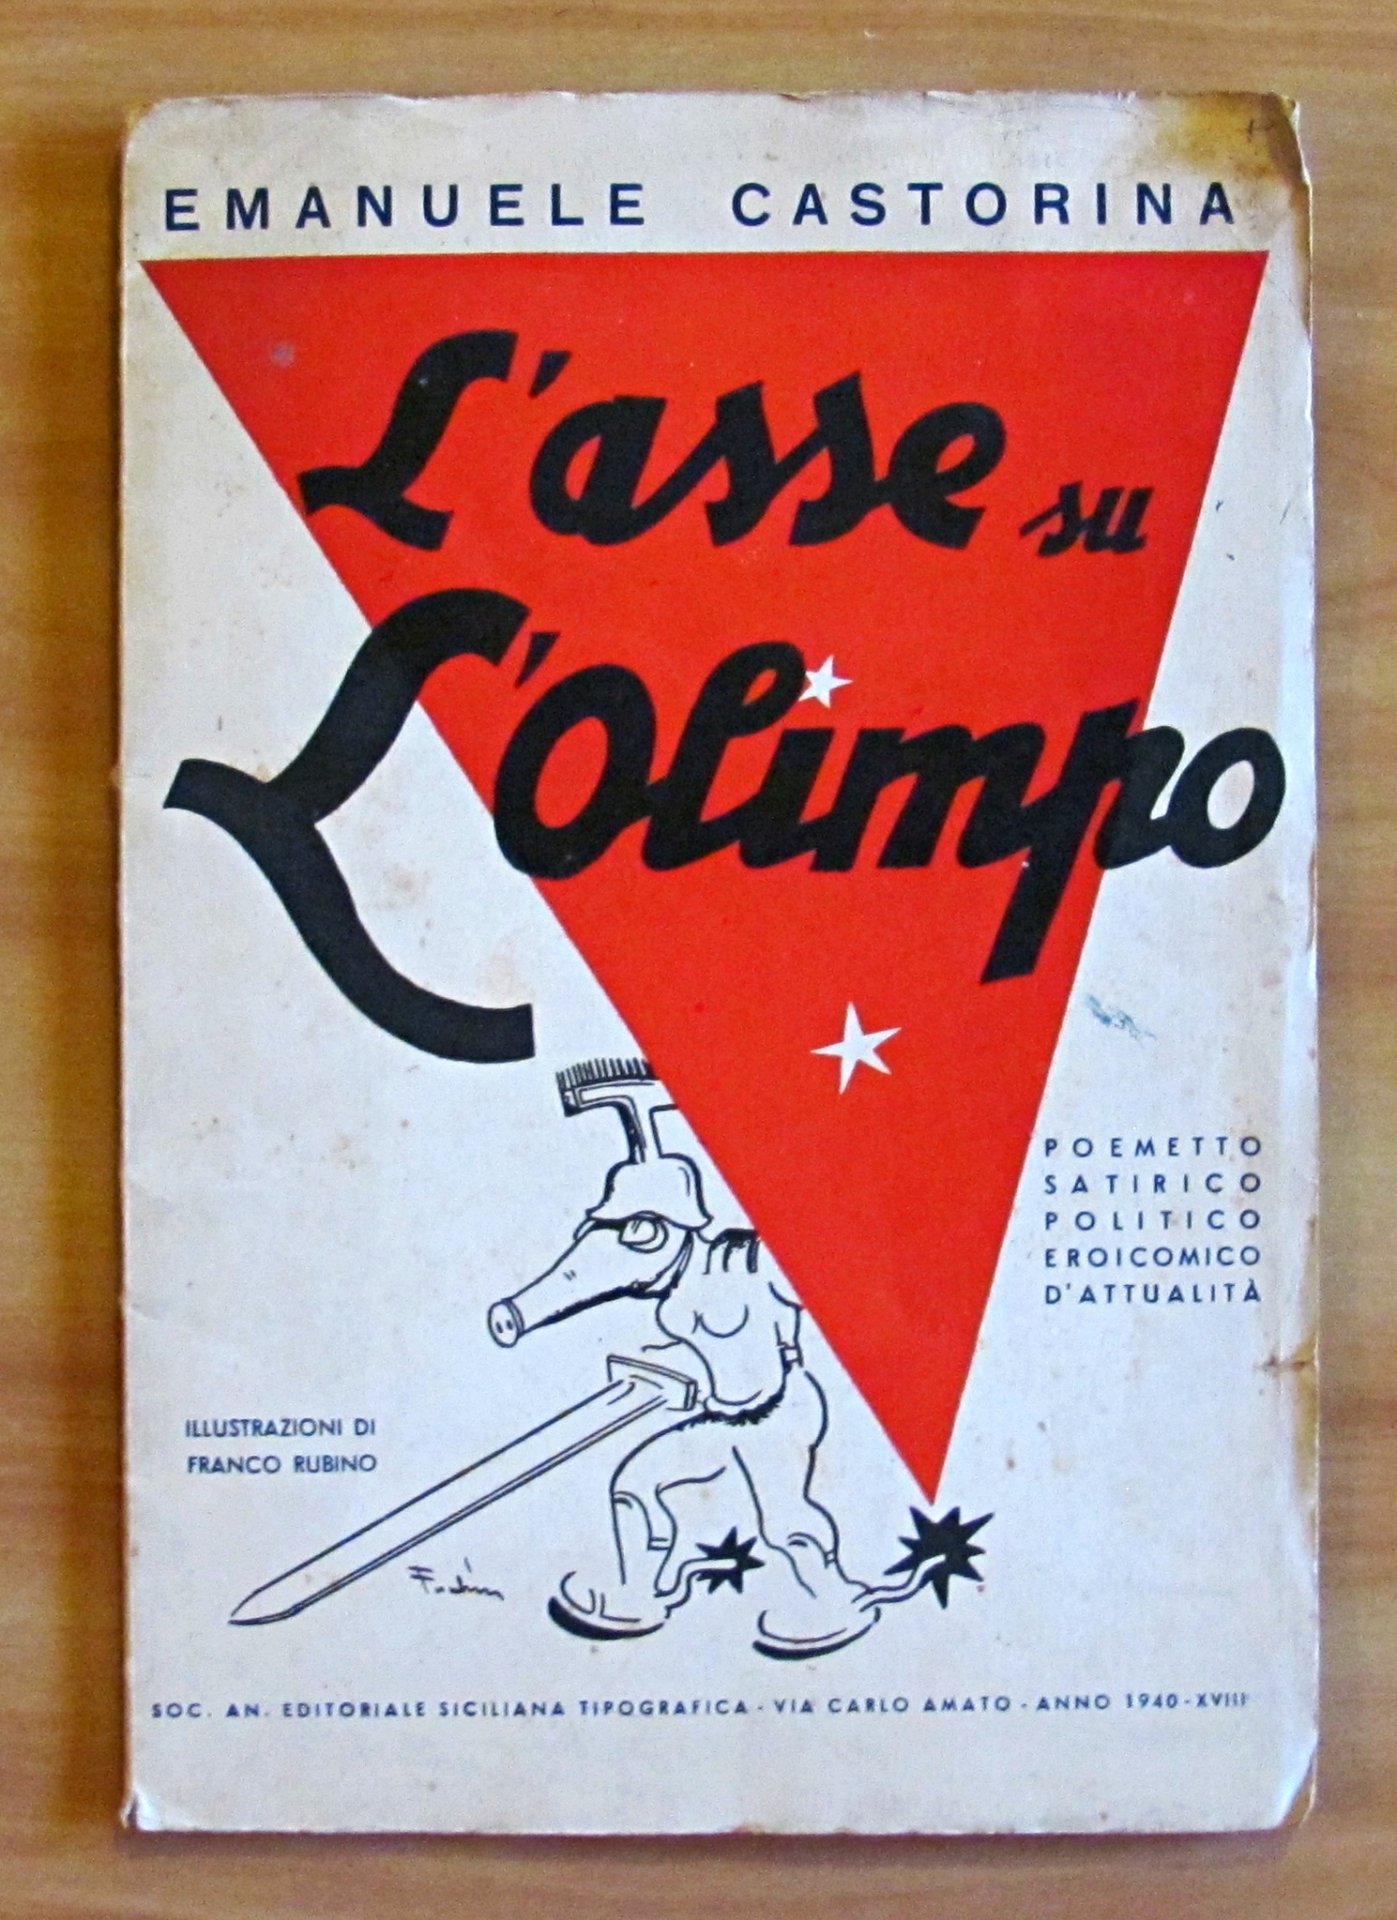 EMANUELE CASTORINA
L'asse su
L'Olimpo
POEMETTO
SATIRICO
POLITICO
EROICOMICO
D'ATTUALITÀ
ILLUSTRAZIONI DI
FRANCO RUBINO
SOC. AN. EDITORIALE SICILIANA TIPOGRAFICA - VIA CARLO AMATO - ANNO 1940 - XVIII